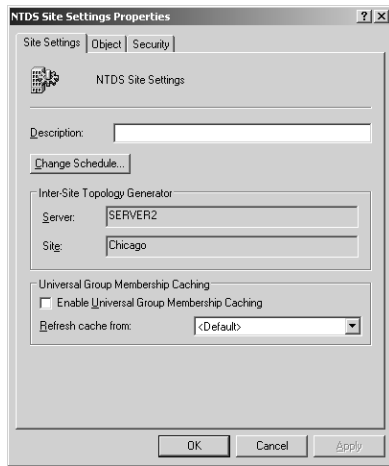 NTDS Site Settings Properties ? ×
Site Settings Object Security
NTDS Site Settings
Description:
Change Schedule...
Inter-Site Topology Generator
Server: SERVER2
Site: Chicago
Universal Group Membership Caching
Enable Universal Group Membership Caching
Refresh cache from: <Default>
OK Cancel Apply